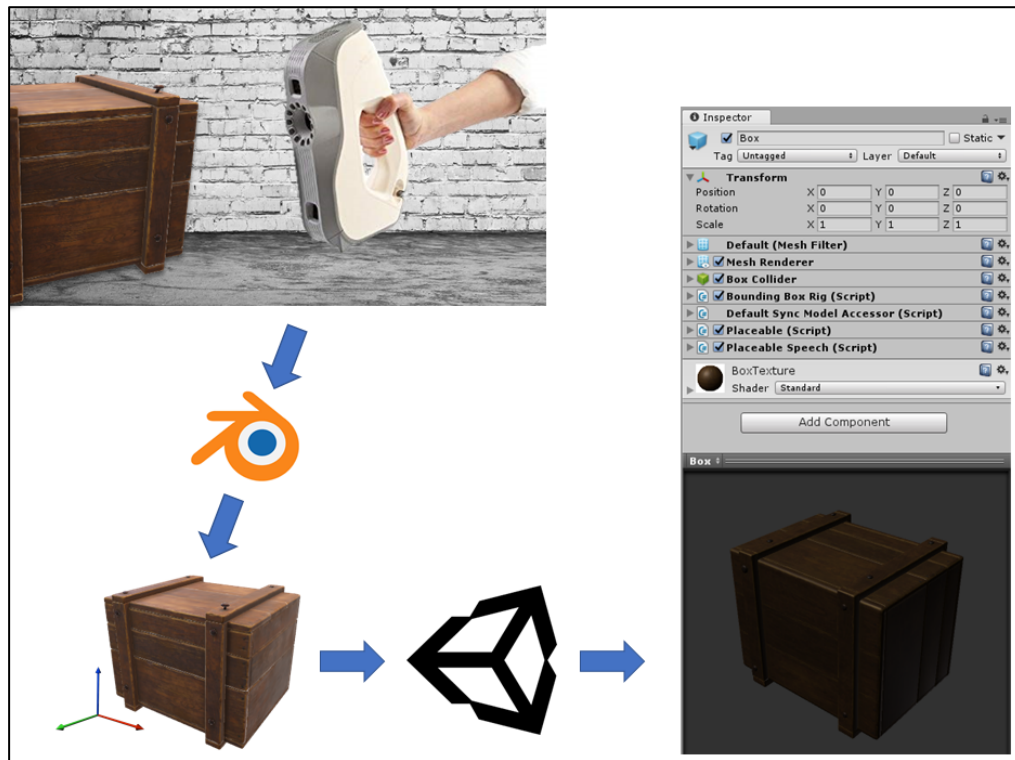 Inspector
Box Static
Tag Untagged Layer Default
Transform
Position X 0 Y 0 Z 0
Rotation X 0 Y 0 Z 0
Scale X 1 Y 1 Z 1
Default (Mesh Filter)
Mesh Renderer
Box Collider
Bounding Box Rig (Script)
Default Sync Model Accessor (Script)
Placeable (Script)
Placeable Speech (Script)
BoxTexture
Shader Standard
Add Component
Box